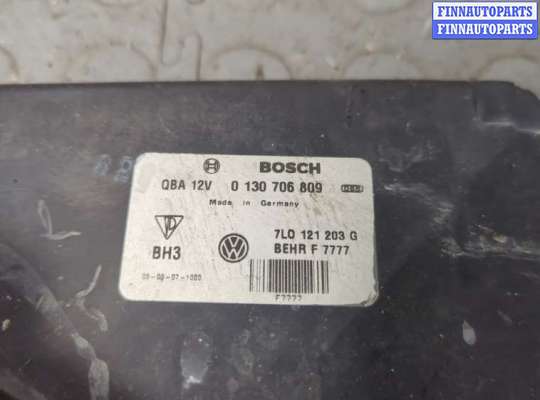 FINNAUTOPARTS
FINNAUTOPARTS
FINNAUTOPARTS
BOSCH
QBA 12V 0 130 706 809
Made in Germany
7L0 121 203 G
BH3 BEHR F 7777
F7777